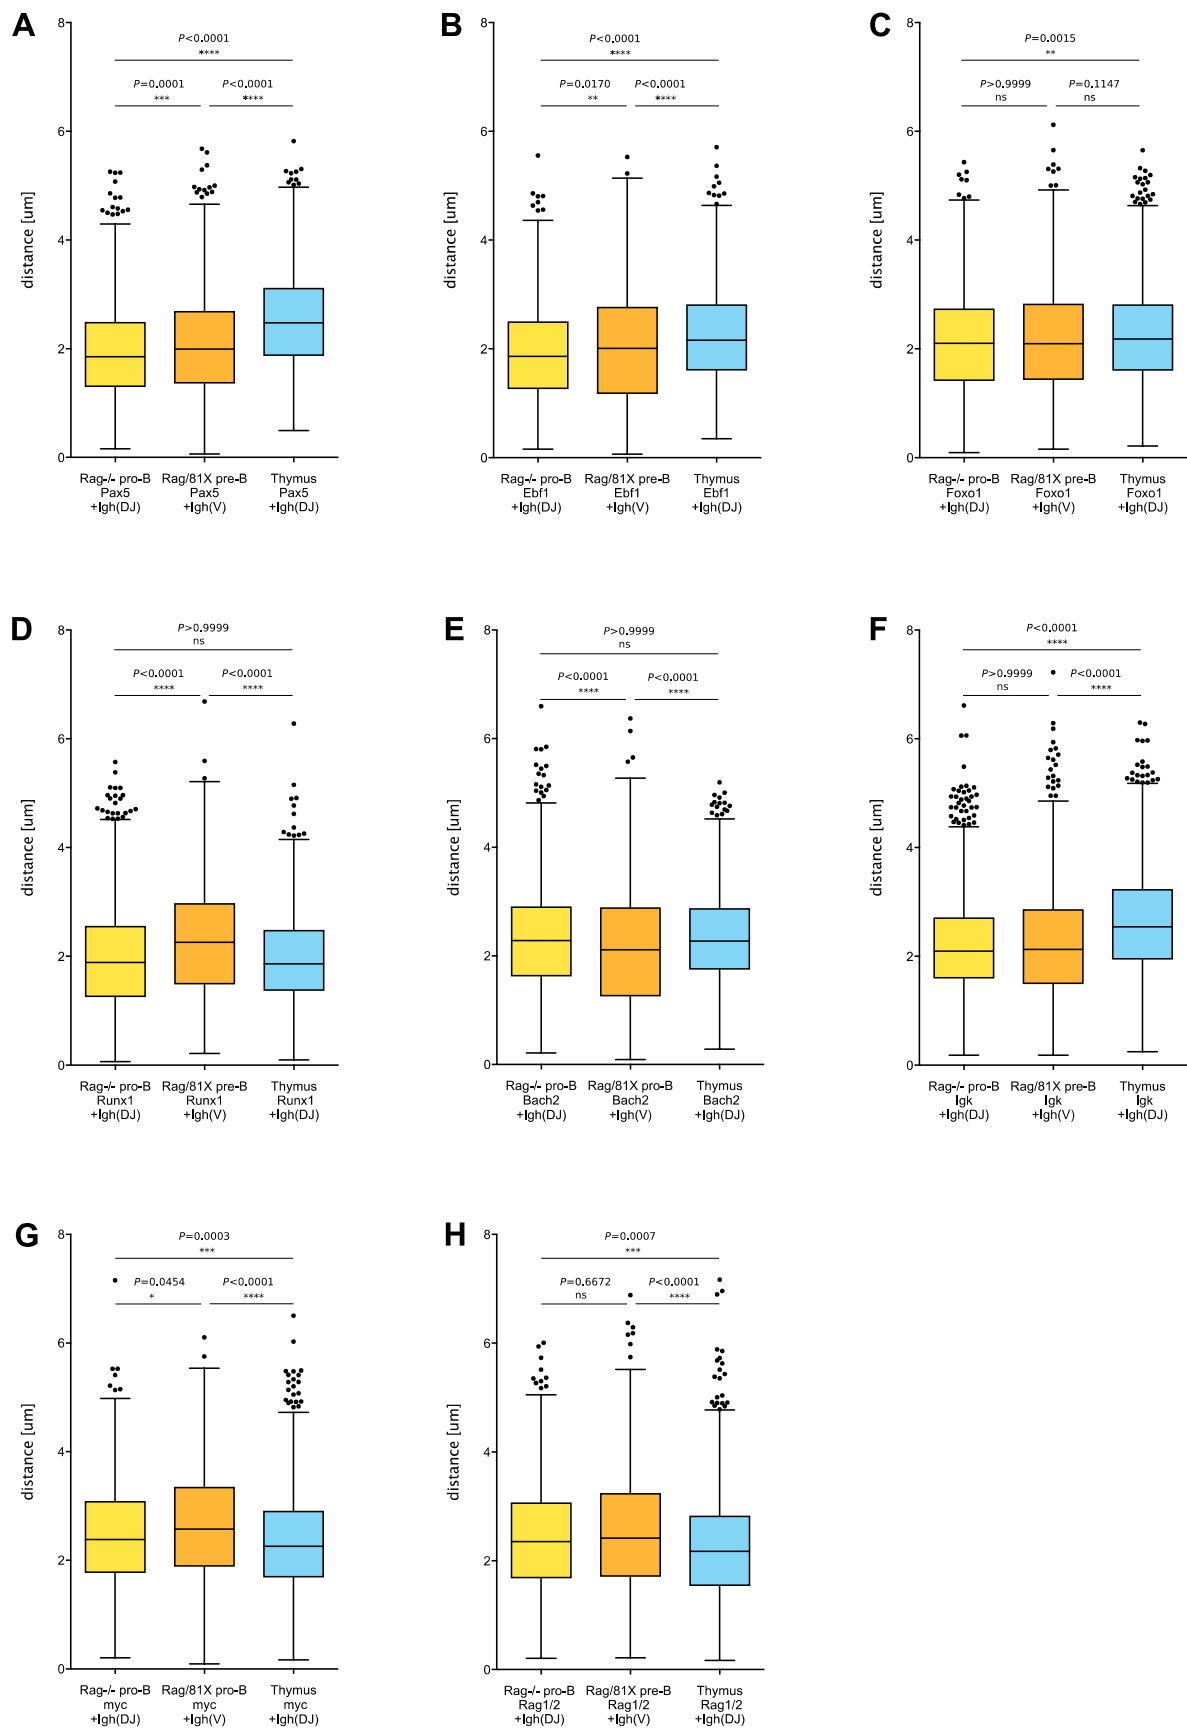 A
P<0.0001
****
P=0.0001
***
P<0.0001
****
distance [um]
8
6
4
2
0
Rag-/- pro-B
Pax5
+Igh(DJ)
Rag/81X pre-B
Pax5
+Igh(V)
Thymus
Pax5
+Igh(DJ)
B
P<0.0001
****
P=0.0170
**
P<0.0001
****
distance [um]
8
6
4
2
0
Rag-/- pro-B
Ebf1
+Igh(DJ)
Rag/81X pre-B
Ebf1
+Igh(V)
Thymus
Ebf1
+Igh(DJ)
C
P=0.0015
**
P>0.9999
ns
P=0.1147
ns
distance [um]
8
6
4
2
0
Rag-/- pro-B
Foxo1
+Igh(DJ)
Rag/81X pre-B
Foxo1
+Igh(V)
Thymus
Foxo1
+Igh(DJ)
D
P>0.9999
ns
P<0.0001
****
P<0.0001
****
distance [um]
8
6
4
2
0
Rag-/- pro-B
Runx1
+Igh(DJ)
Rag/81X pre-B
Runx1
+Igh(V)
Thymus
Runx1
+Igh(DJ)
E
P>0.9999
ns
P<0.0001
****
P<0.0001
****
distance [um]
8
6
4
2
0
Rag-/- pro-B
Bach2
+Igh(DJ)
Rag/81X pro-B
Bach2
+Igh(V)
Thymus
Bach2
+Igh(DJ)
F
P<0.0001
****
P>0.9999
ns
P<0.0001
****
distance [um]
8
6
4
2
0
Rag-/- pro-B
Igk
+Igh(DJ)
Rag/81X pre-B
Igk
+Igh(V)
Thymus
Igk
+Igh(DJ)
G
P=0.0003
***
P=0.0454
*
P<0.0001
****
distance [um]
8
6
4
2
0
Rag-/- pro-B
myc
+Igh(DJ)
Rag/81X pro-B
myc
+Igh(V)
Thymus
myc
+Igh(DJ)
H
P=0.0007
***
P=0.6672
ns
P<0.0001
****
distance [um]
8
6
4
2
0
Rag-/- pro-B
Rag1/2
+Igh(DJ)
Rag/81X pre-B
Rag1/2
+Igh(V)
Thymus
Rag1/2
+Igh(DJ)